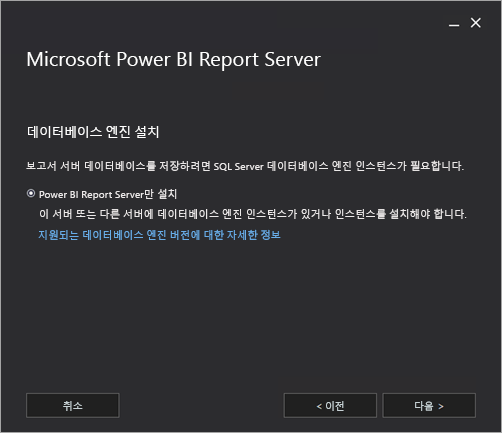 Microsoft Power BI Report Server
데이터베이스 엔진 설치
보고서 서버 데이터베이스를 저장하려면 SQL Server 데이터베이스 엔진 인스턴스가 필요합니다.
Power BI Report Server만 설치
이 서버 또는 다른 서버에 데이터베이스 엔진 인스턴스가 있거나 인스턴스를 설치해야 합니다.
지원되는 데이터베이스 엔진 버전에 대한 자세한 정보
취소
< 이전
다음 >